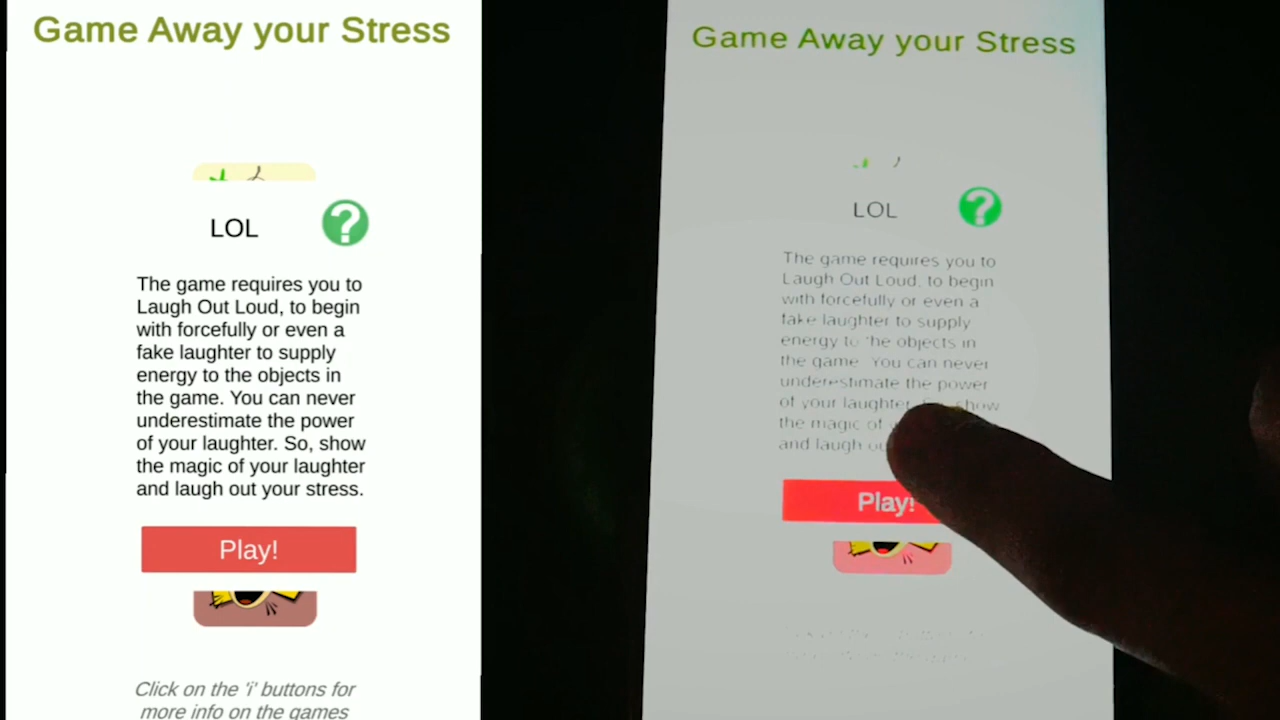 Game Away your Stress
LOL
?
The game requires you to
Laugh Out Loud, to begin
with forcefully or even a
fake laughter to supply
energy to the objects in
the game. You can never
underestimate the power
of your laughter. So, show
the magic of your laughter
and laugh out your stress.
Play!
Click on the 'i' buttons for
more info on the games
Game Away your Stress
LOL
?
The game requires you to
Laugh Out Loud, to begin
with forcefully or even a
fake laughter to supply
energy to the objects in
the game. You can never
underestimate the power
of your laughter. show
the magic of
and laugh
Play!